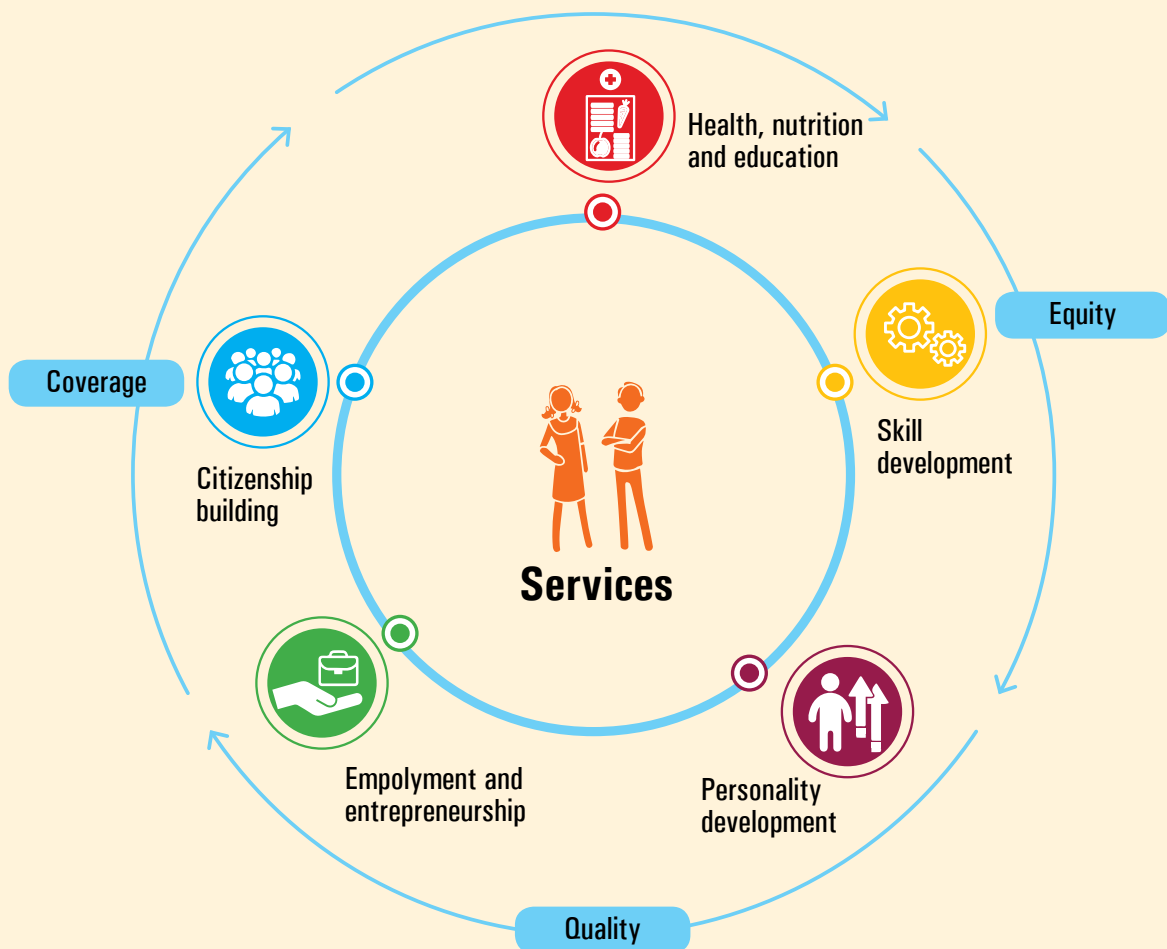 Health, nutrition
and education
Equity
Coverage
Skill
development
Citizenship
building
Services
Empolyment and
entrepreneurship
Personality
development
Quality